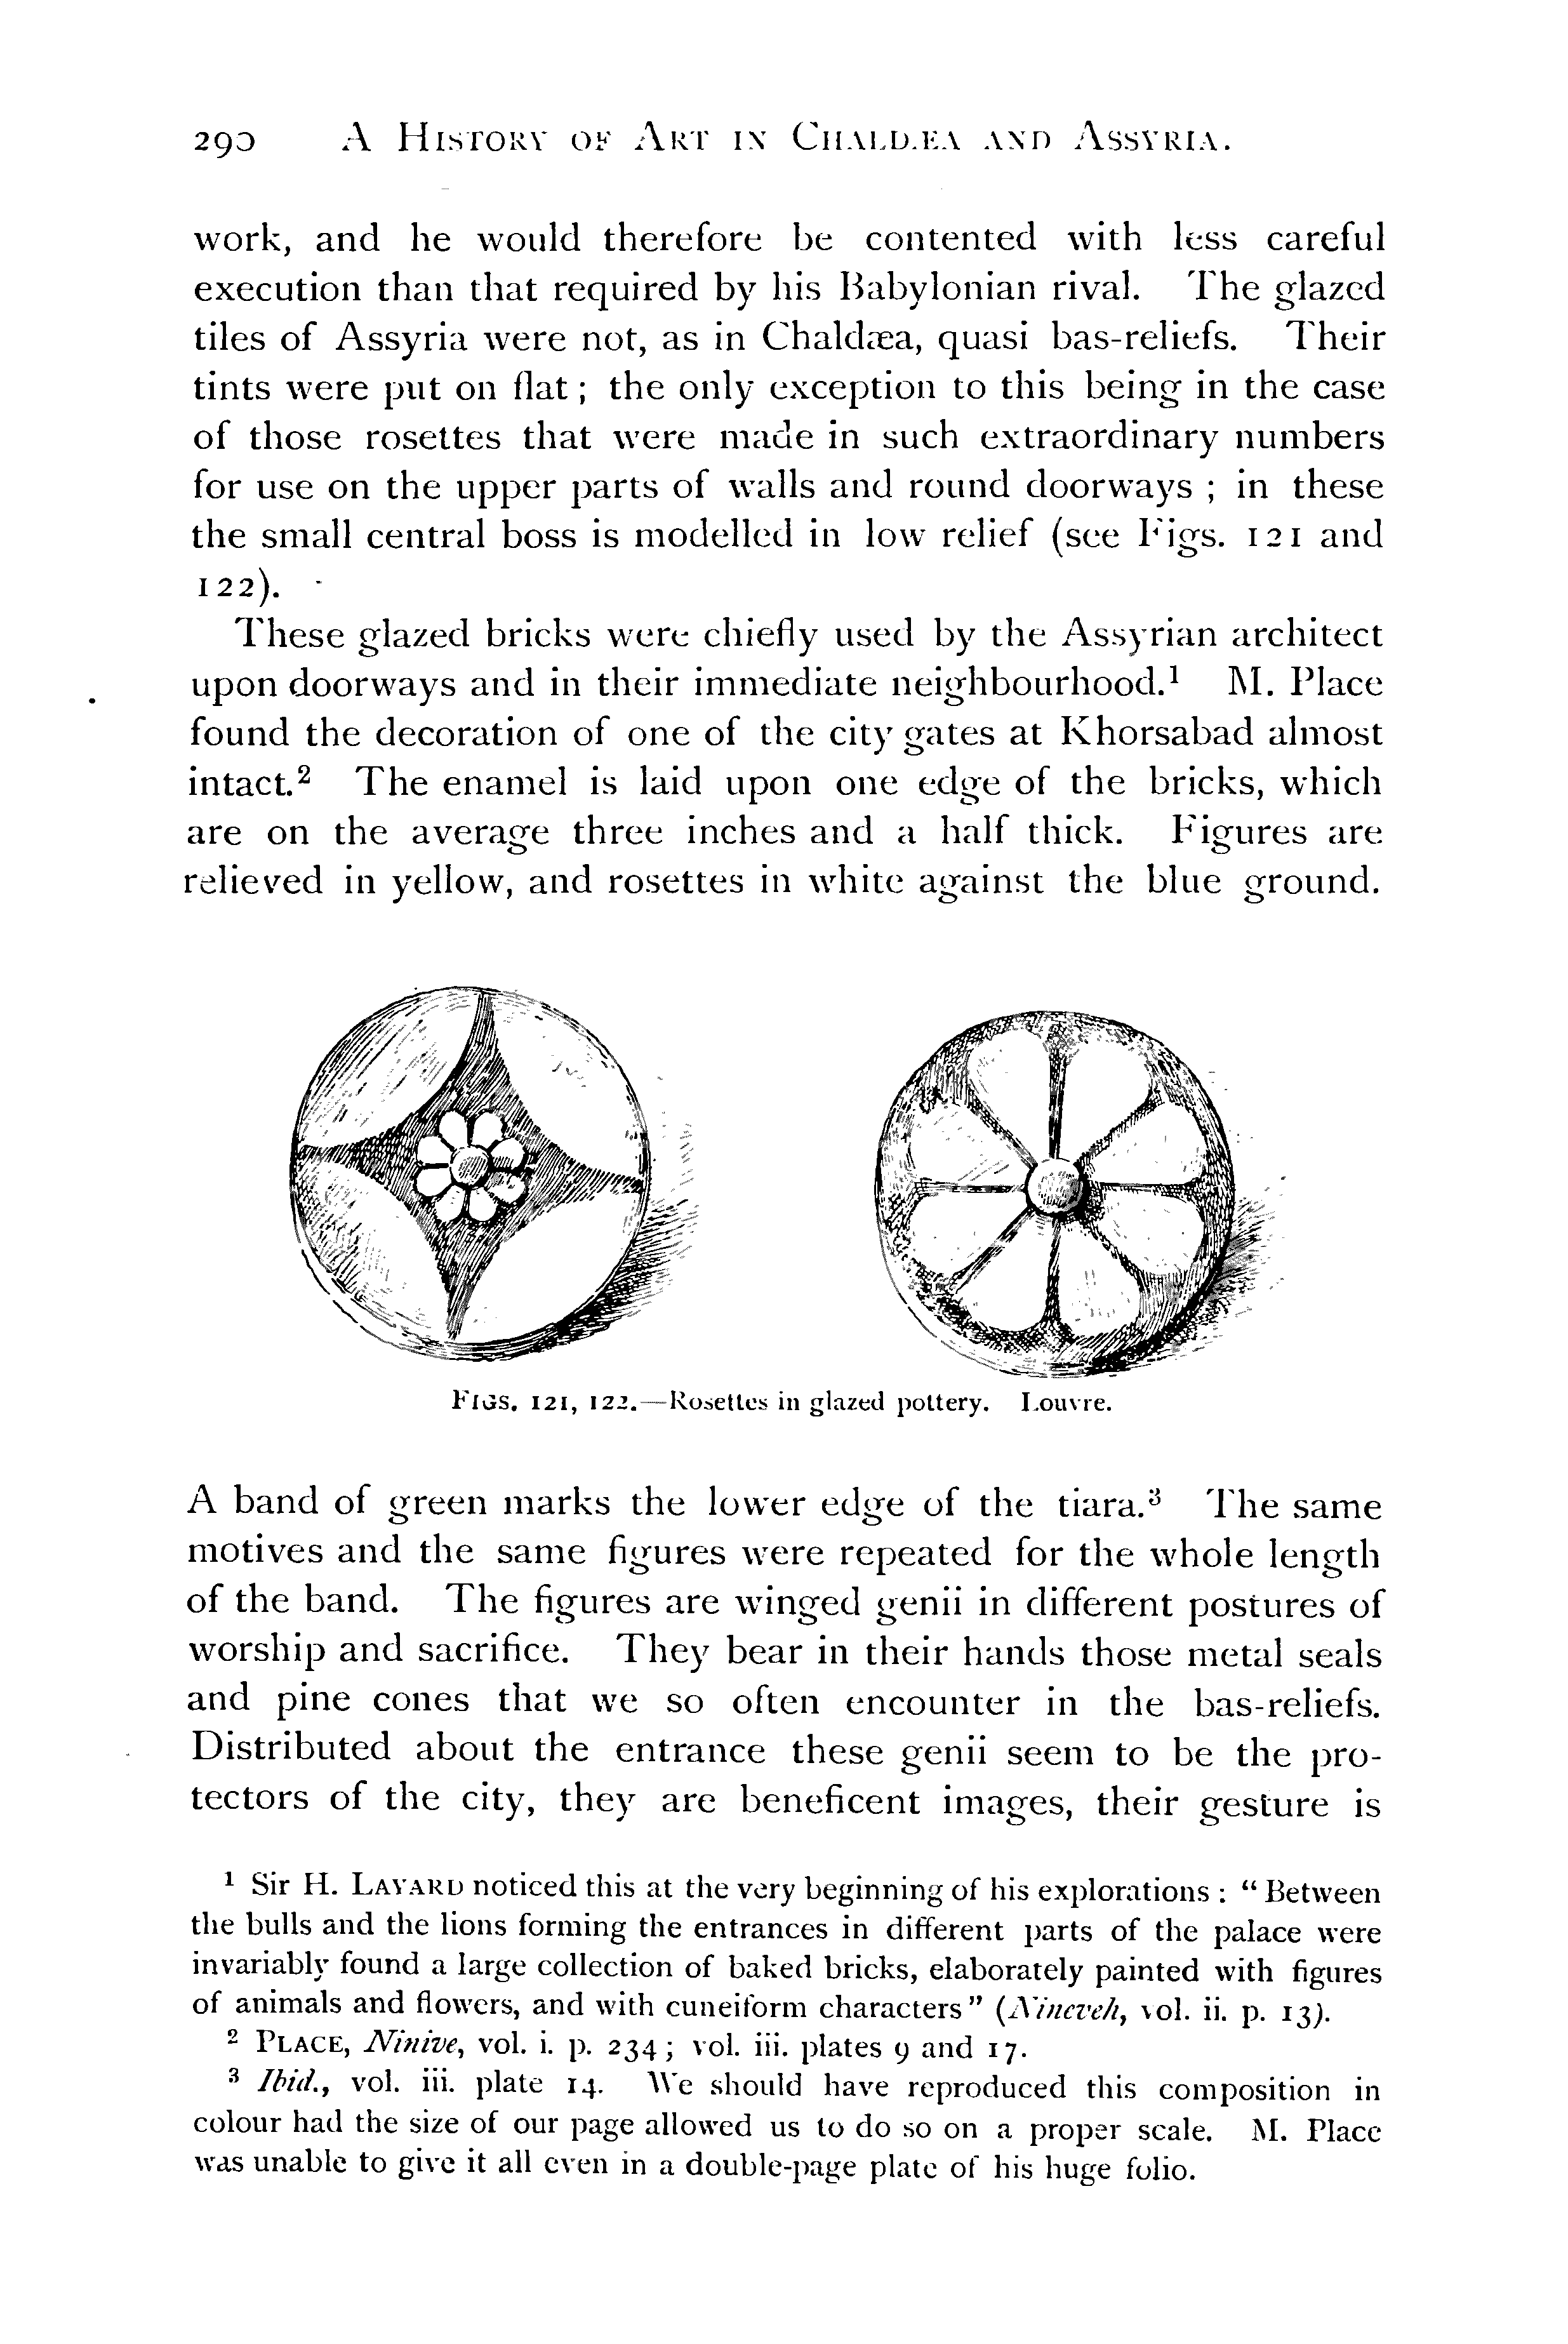 290 A History of Art in Chaldæa and Assyria.
work, and he would therefore be contented with less careful
execution than that required by his Babylonian rival. The glazed
tiles of Assyria were not, as in Chaldæa, quasi bas-reliefs. Their
tints were put on flat ; the only exception to this being in the case
of those rosettes that were made in such extraordinary numbers
for use on the upper parts of walls and round doorways ; in these
the small central boss is modelled in low relief (see Figs. 121 and
122).
These glazed bricks were chiefly used by the Assyrian architect
upon doorways and in their immediate neighbourhood.¹ M. Place
found the decoration of one of the city gates at Khorsabad almost
intact.² The enamel is laid upon one edge of the bricks, which
are on the average three inches and a half thick. Figures are
relieved in yellow, and rosettes in white against the blue ground.
Figs. 121, 122.—Rosettes in glazed pottery. Louvre.
A band of green marks the lower edge of the tiara.³ The same
motives and the same figures were repeated for the whole length
of the band. The figures are winged genii in different postures of
worship and sacrifice. They bear in their hands those metal seals
and pine cones that we so often encounter in the bas-reliefs.
Distributed about the entrance these genii seem to be the pro-
tectors of the city, they are beneficent images, their gesture is
¹ Sir H. Layard noticed this at the very beginning of his explorations : “ Between
the bulls and the lions forming the entrances in different parts of the palace were
invariably found a large collection of baked bricks, elaborately painted with figures
of animals and flowers, and with cuneiform characters” (Nineveh, vol. ii. p. 13).
² Place, Ninive, vol. i. p. 234 ; vol. iii. plates 9 and 17.
³ Ibid., vol. iii. plate 14. We should have reproduced this composition in
colour had the size of our page allowed us to do so on a proper scale. M. Place
was unable to give it all even in a double-page plate of his huge folio.